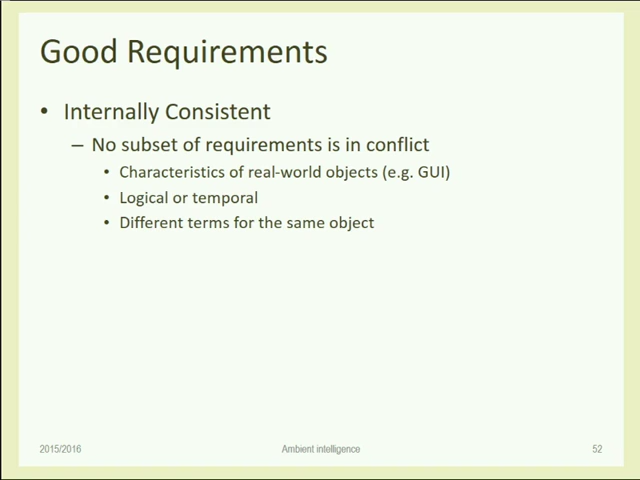 Good Requirements
• Internally Consistent
– No subset of requirements is in conflict
• Characteristics of real-world objects (e.g. GUI)
• Logical or temporal
• Different terms for the same object
2015/2016
Ambient intelligence
52